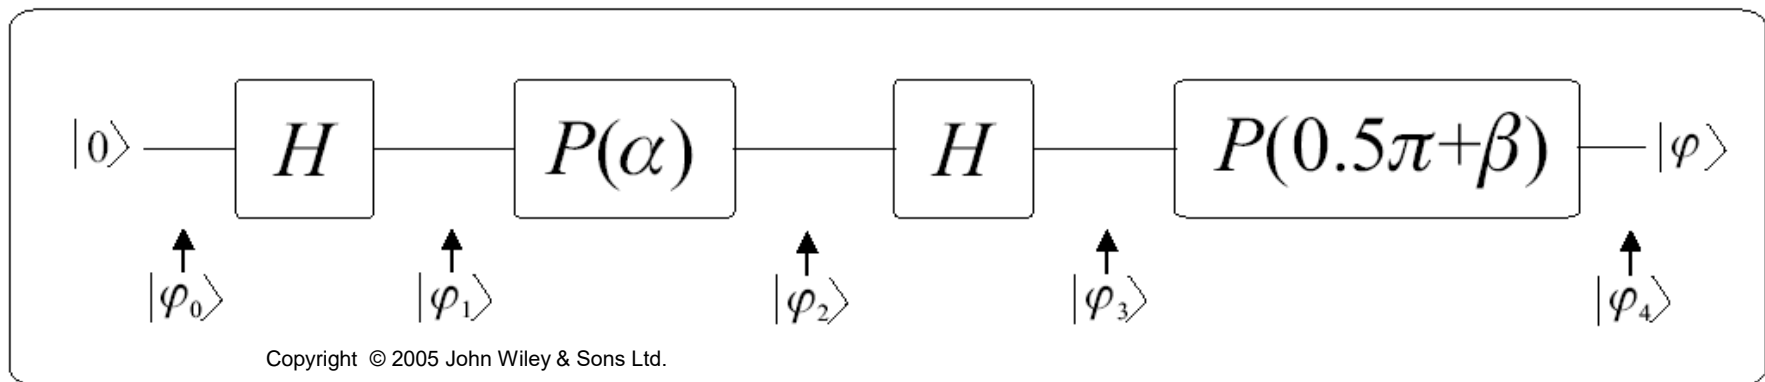 |0⟩ H P(α) H P(0.5π+β) |φ⟩
|φ₀⟩ |φ₁⟩ |φ₂⟩ |φ₃⟩ |φ₄⟩
Copyright © 2005 John Wiley & Sons Ltd.